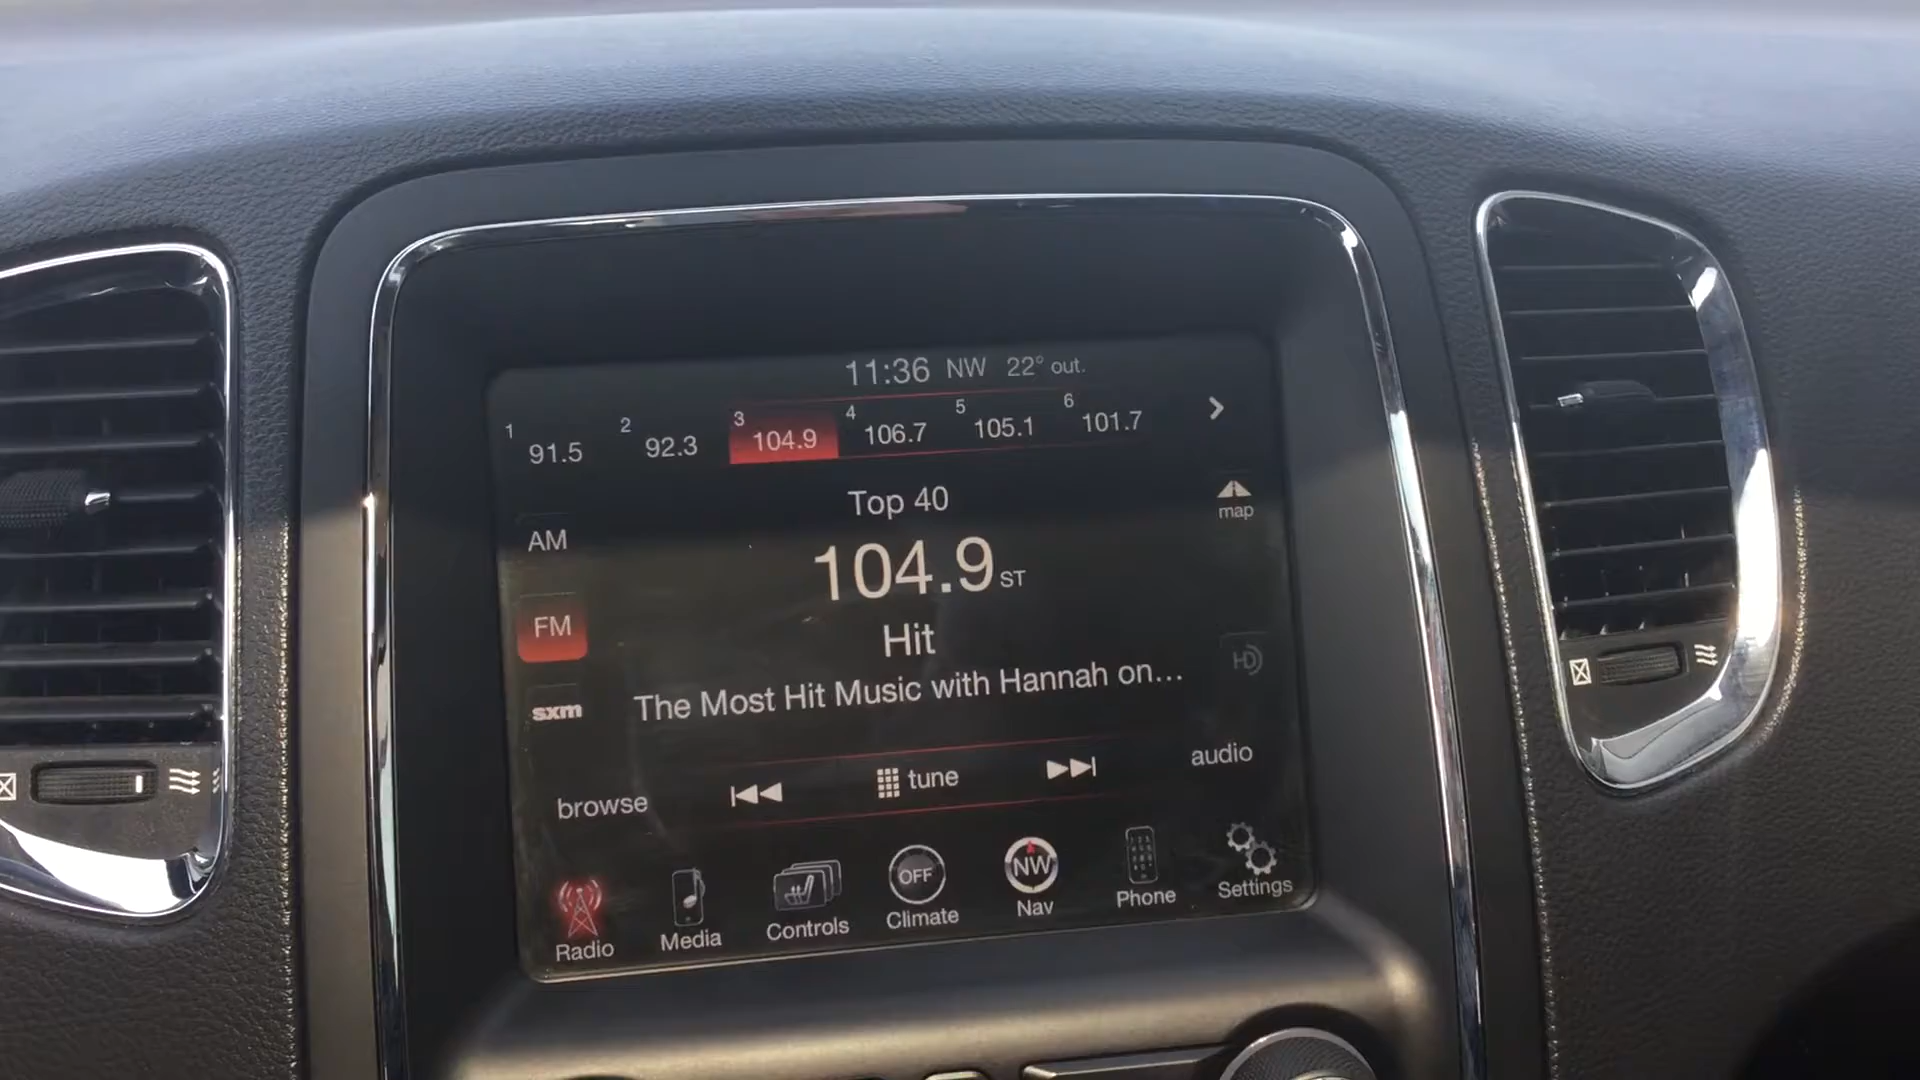 11:36 NW 22° out.
1 91.5 2 92.3 3 104.9 4 106.7 5 105.1 6 101.7
Top 40
map
AM
104.9 ST
FM
Hit
HD
sxm
The Most Hit Music with Hannah on...
audio
browse
tune
OFF
NW
Radio
Media
Controls
Climate
Nav
Phone
Settings